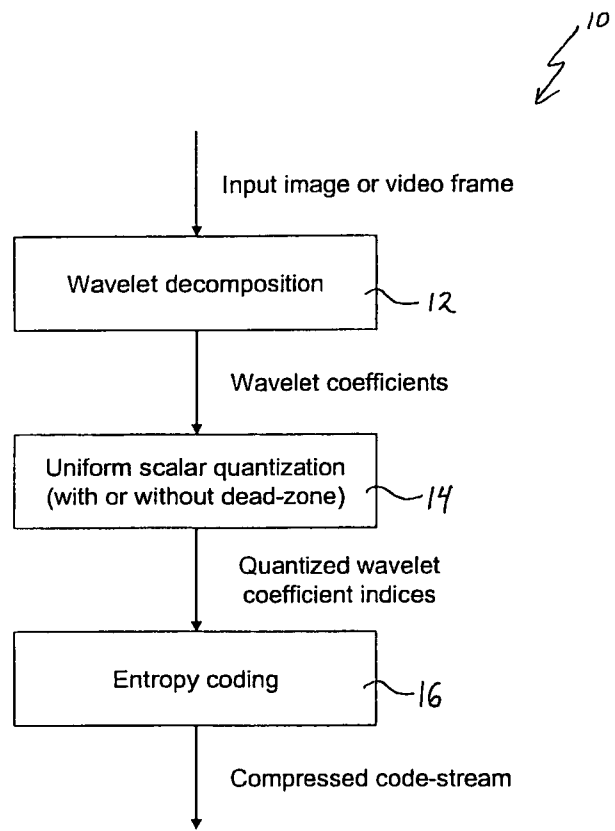 10
Input image or video frame
Wavelet decomposition
12
Wavelet coefficients
Uniform scalar quantization
(with or without dead-zone)
14
Quantized wavelet
coefficient indices
Entropy coding
16
Compressed code-stream